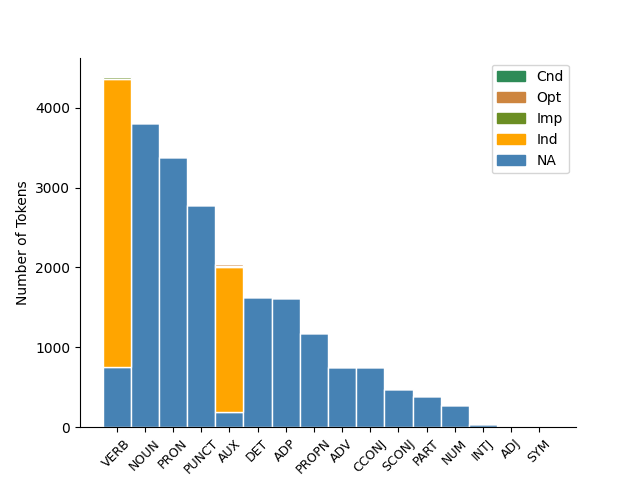 Cnd
Opt
Imp
Ind
NA
Number of Tokens
4000
3000
2000
1000
0
VERB
NOUN
PRON
PUNCT
AUX
DET
ADP
PROPN
ADV
CCONJ
SCONJ
PART
NUM
INTJ
ADJ
SYM